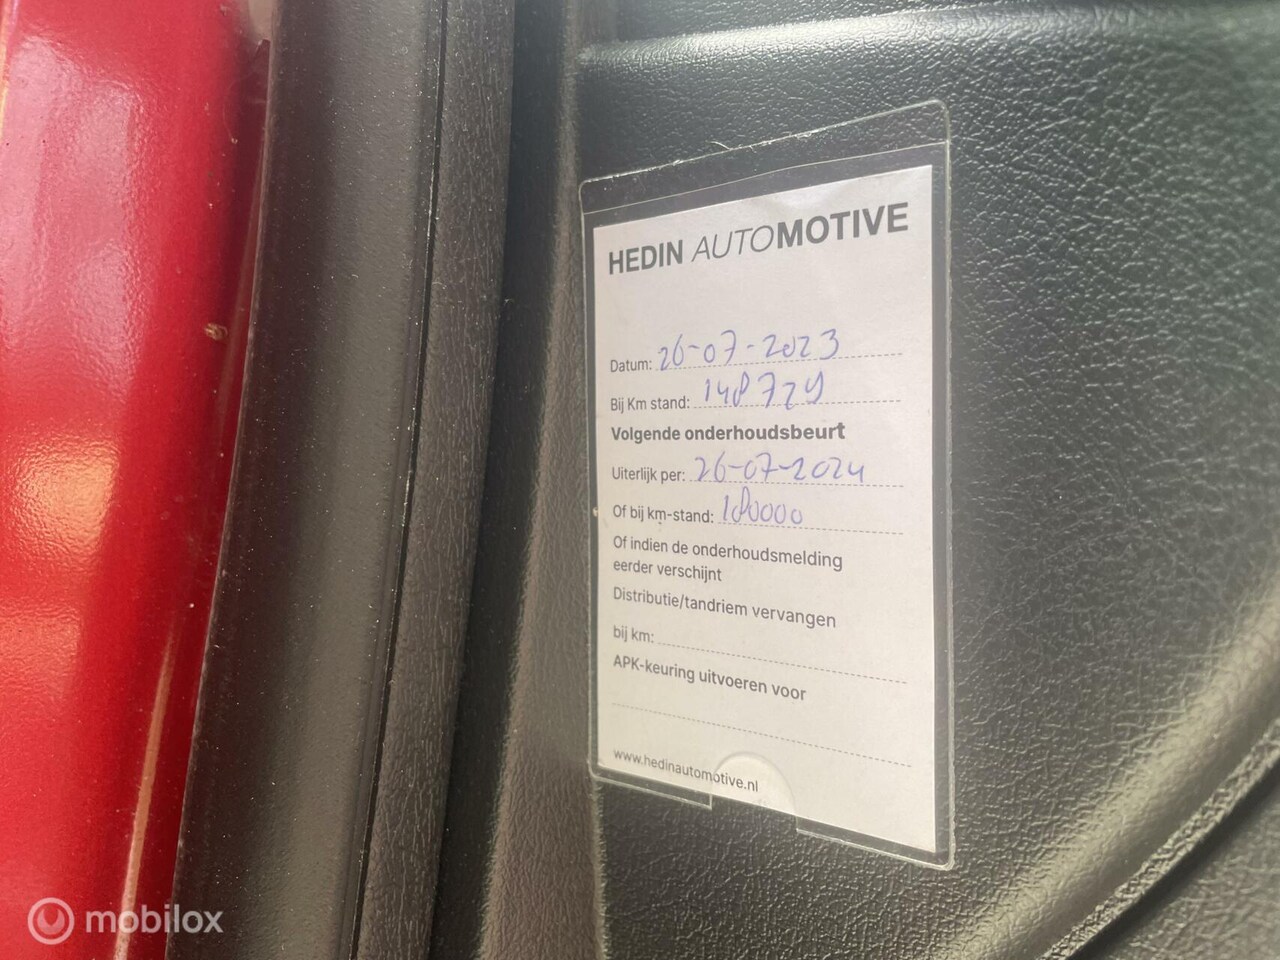 HEDIN AUTOMOTIVE
Datum: 26-07-2023
Bij Km stand: 148729
Volgende onderhoudsbeurt
Uiterlijk per: 26-07-2024
Of bij km-stand: 180000
Of indien de onderhoudsmelding
eerder verschijnt
Distributie/tandriem vervangen
bij km:
APK-keuring uitvoeren voor
www.hedinautomotive.nl
mobilox